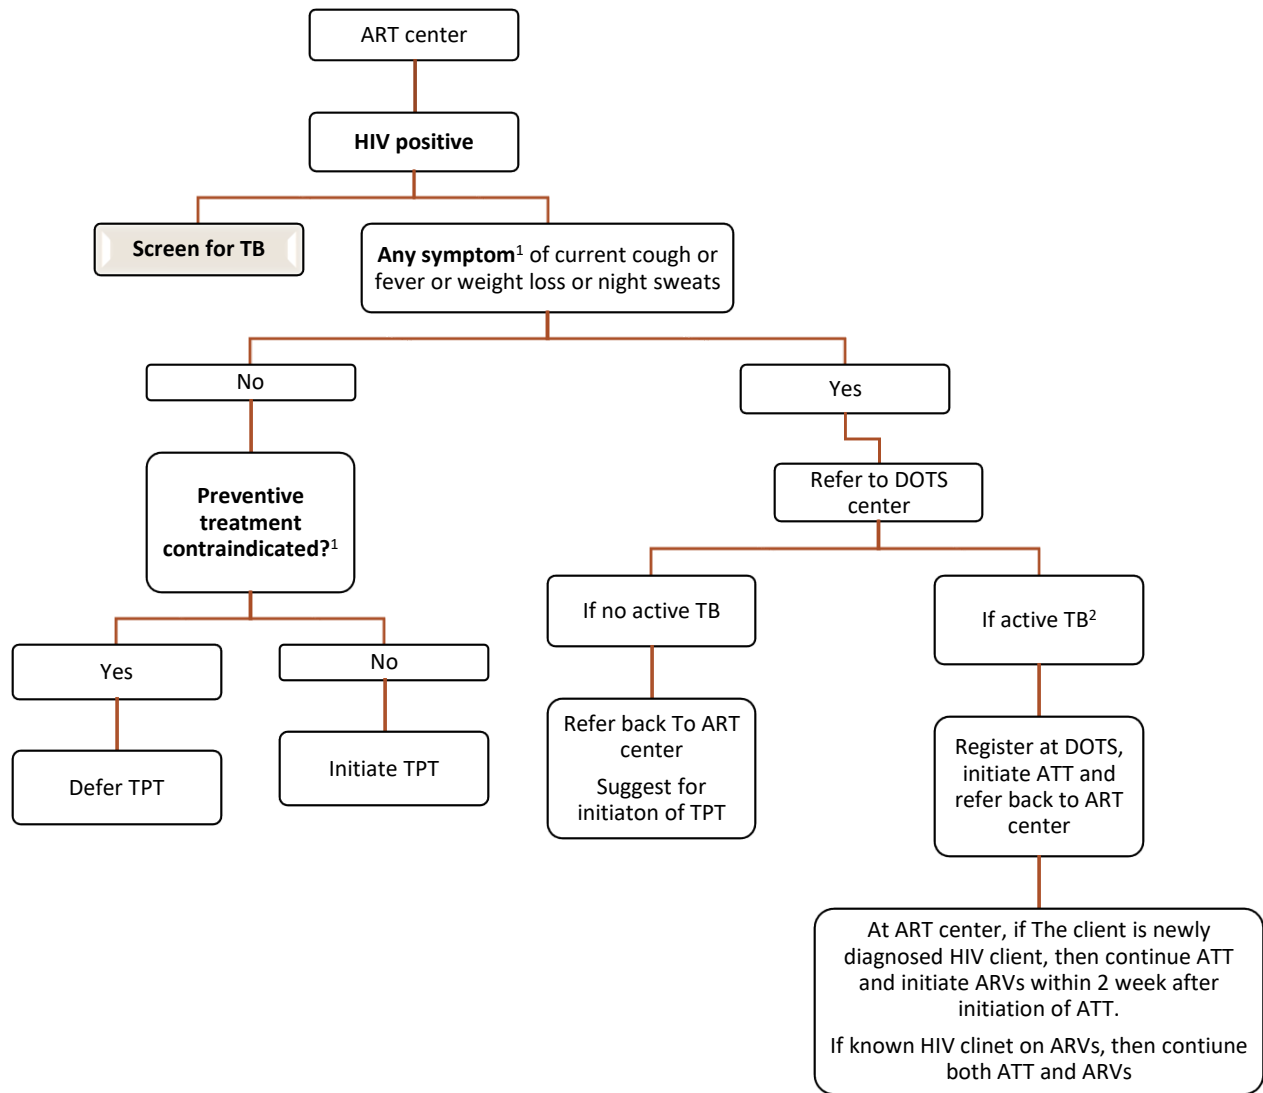 ART center
HIV positive
Screen for TB
Any symptom¹ of current cough or
fever or weight loss or night sweats
No
Yes
Preventive
treatment
contraindicated?¹
Refer to DOTS
center
Yes
No
If no active TB
If active TB²
Defer TPT
Initiate TPT
Refer back To ART
center
Suggest for
initiaton of TPT
Register at DOTS,
initiate ATT and
refer back to ART
center
At ART center, if The client is newly
diagnosed HIV client, then continue ATT
and initiate ARVs within 2 week after
initiation of ATT.
If known HIV clinet on ARVs, then contiune
both ATT and ARVs